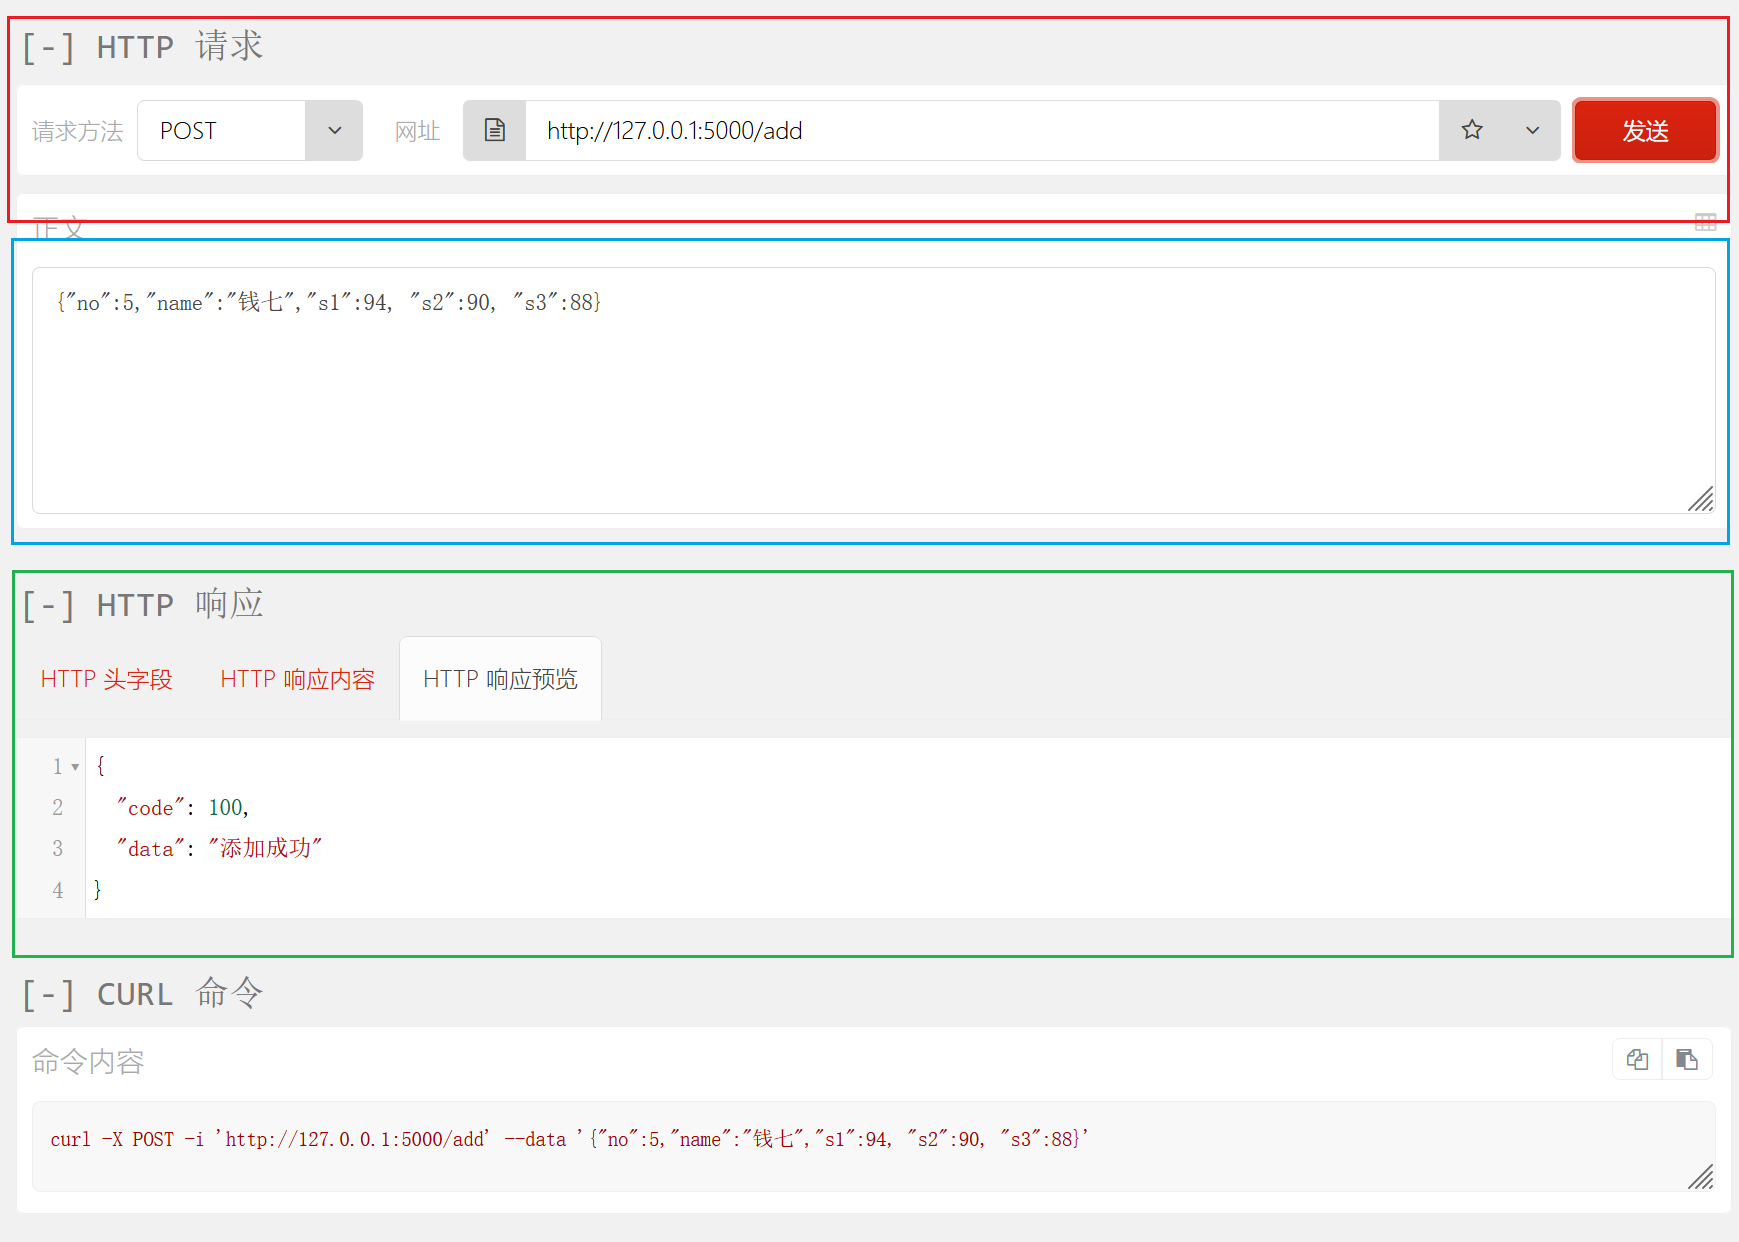 [-] HTTP 请求
请求方法 POST 网址 http://127.0.0.1:5000/add 发送
正文
{"no":5,"name":"钱七","s1":94, "s2":90, "s3":88}
[-] HTTP 响应
HTTP 头字段 HTTP 响应内容 HTTP 响应预览
1 {
2 "code": 100,
3 "data": "添加成功"
4 }
[-] CURL 命令
命令内容
curl -X POST -i 'http://127.0.0.1:5000/add' --data '{"no":5,"name":"钱七","s1":94, "s2":90, "s3":88}'